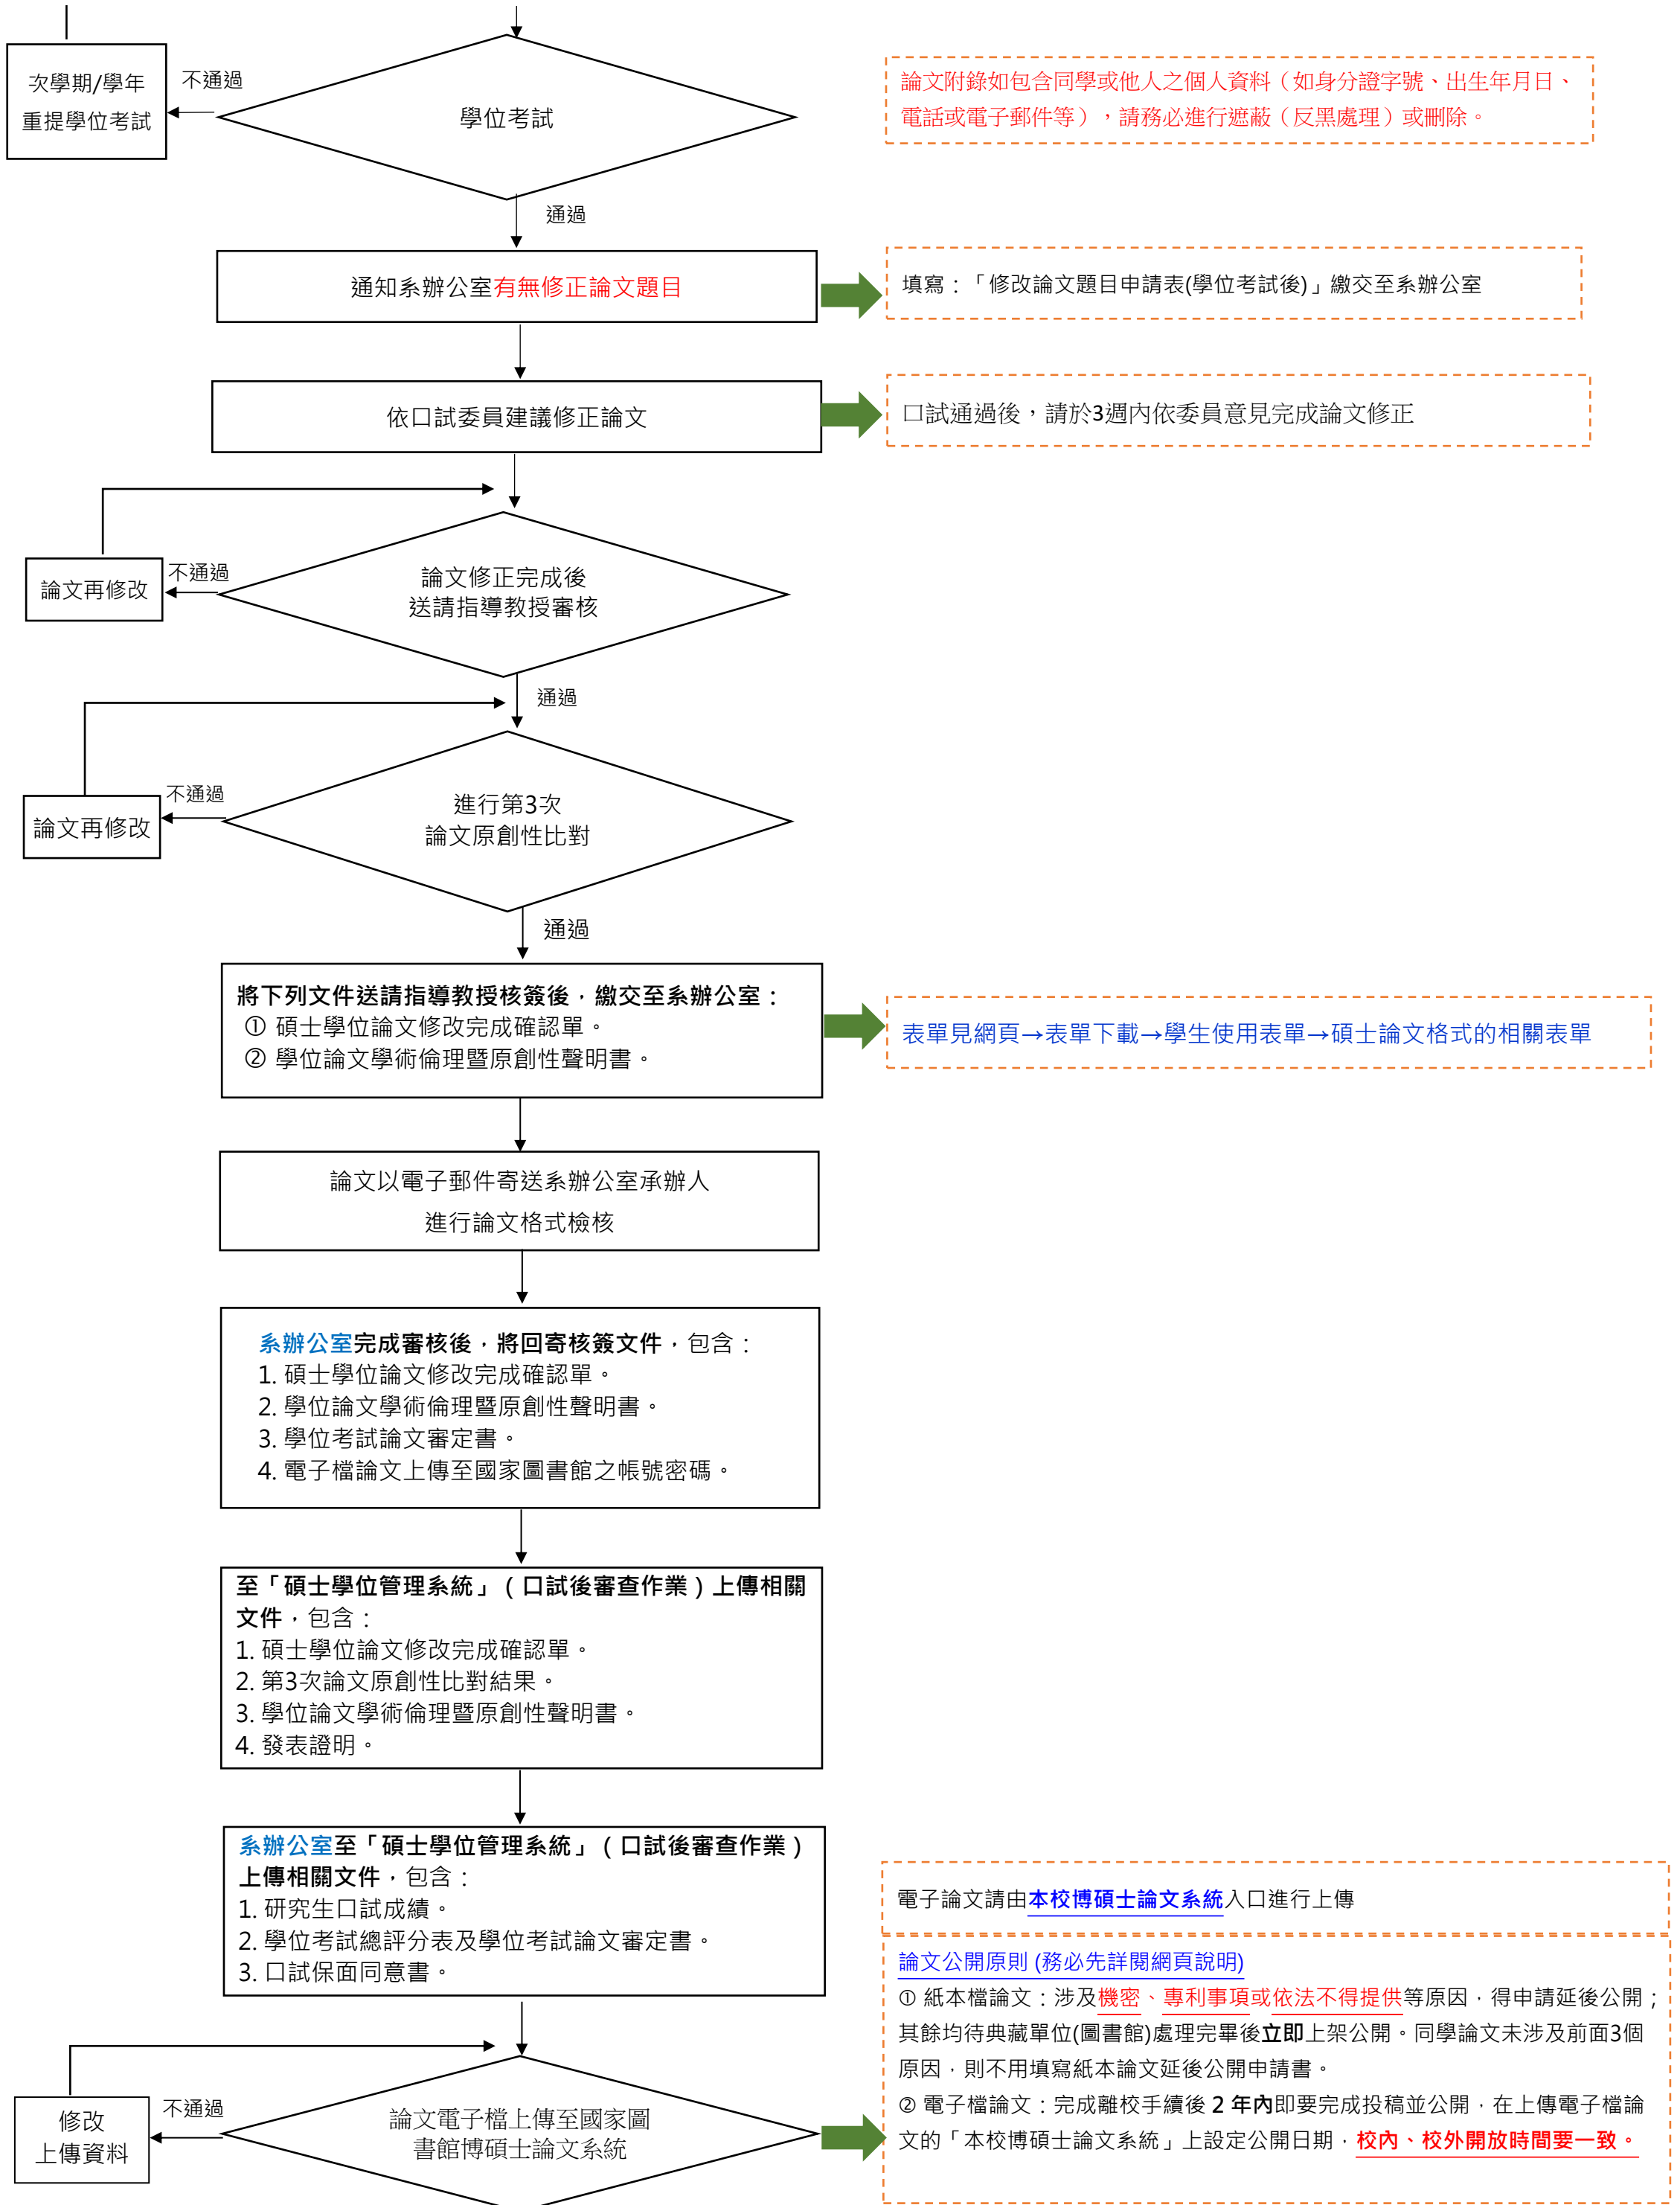 次學期/學年
重提學位考試
不通過
學位考試
論文附錄如包含同學或他人之個人資料（如身分證字號、出生年月日、
電話或電子郵件等），請務必進行遮蔽（反黑處理）或刪除。
通過
通知系辦公室有無修正論文題目
填寫：「修改論文題目申請表(學位考試後)」繳交至系辦公室
依口試委員建議修正論文
口試通過後，請於3週內依委員意見完成論文修正
論文再修改
不通過
論文修正完成後
送請指導教授審核
通過
論文再修改
不通過
進行第3次
論文原創性比對
通過
將下列文件送請指導教授核簽後，繳交至系辦公室：
① 碩士學位論文修改完成確認單。
② 學位論文學術倫理暨原創性聲明書。
表單見網頁→表單下載→學生使用表單→碩士論文格式的相關表單
論文以電子郵件寄送系辦公室承辦人
進行論文格式檢核
系辦公室完成審核後，將回寄核簽文件，包含：
1. 碩士學位論文修改完成確認單。
2. 學位論文學術倫理暨原創性聲明書。
3. 學位考試論文審定書。
4. 電子檔論文上傳至國家圖書館之帳號密碼。
至「碩士學位管理系統」（口試後審查作業）上傳相關
文件，包含：
1. 碩士學位論文修改完成確認單。
2. 第3次論文原創性比對結果。
3. 學位論文學術倫理暨原創性聲明書。
4. 發表證明。
系辦公室至「碩士學位管理系統」（口試後審查作業）
上傳相關文件，包含：
1. 研究生口試成績。
2. 學位考試總評分表及學位考試論文審定書。
3. 口試保面同意書。
電子論文請由本校博碩士論文系統入口進行上傳
論文公開原則 (務必先詳閱網頁說明)
① 紙本檔論文：涉及機密、專利事項或依法不得提供等原因，得申請延後公開；
其餘均待典藏單位(圖書館)處理完畢後立即上架公開。同學論文未涉及前面3個
原因，則不用填寫紙本論文延後公開申請書。
② 電子檔論文：完成離校手續後 2 年內即要完成投稿並公開，在上傳電子檔論
文的「本校博碩士論文系統」上設定公開日期，校內、校外開放時間要一致。
修改
上傳資料
不通過
論文電子檔上傳至國家圖
書館博碩士論文系統